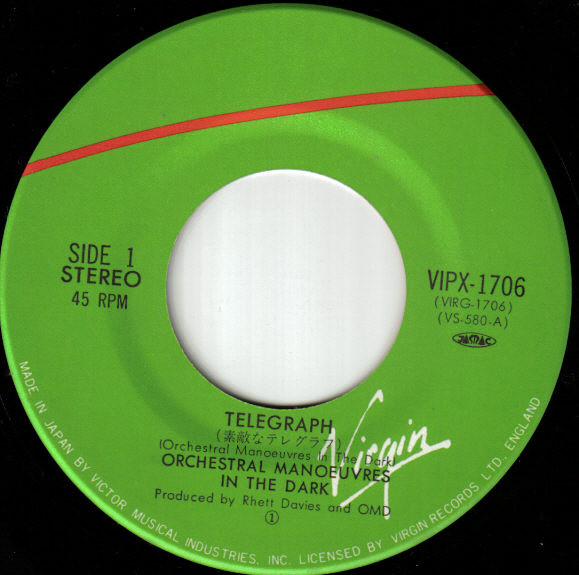 SIDE 1
STEREO
45 RPM
VIPX-1706
(VIRG-1706)
(VS-580-A)
JASRAC
TELEGRAPH
(素敵なテレグラフ)
(Orchestral Manoeuvres In The Dark)
ORCHESTRAL MANOEUVRES
IN THE DARK
Produced by Rhett Davies and OMD
①
Virgin
MADE IN JAPAN BY VICTOR MUSICAL INDUSTRIES, INC. LICENSED BY VIRGIN RECORDS LTD. ENGLAND